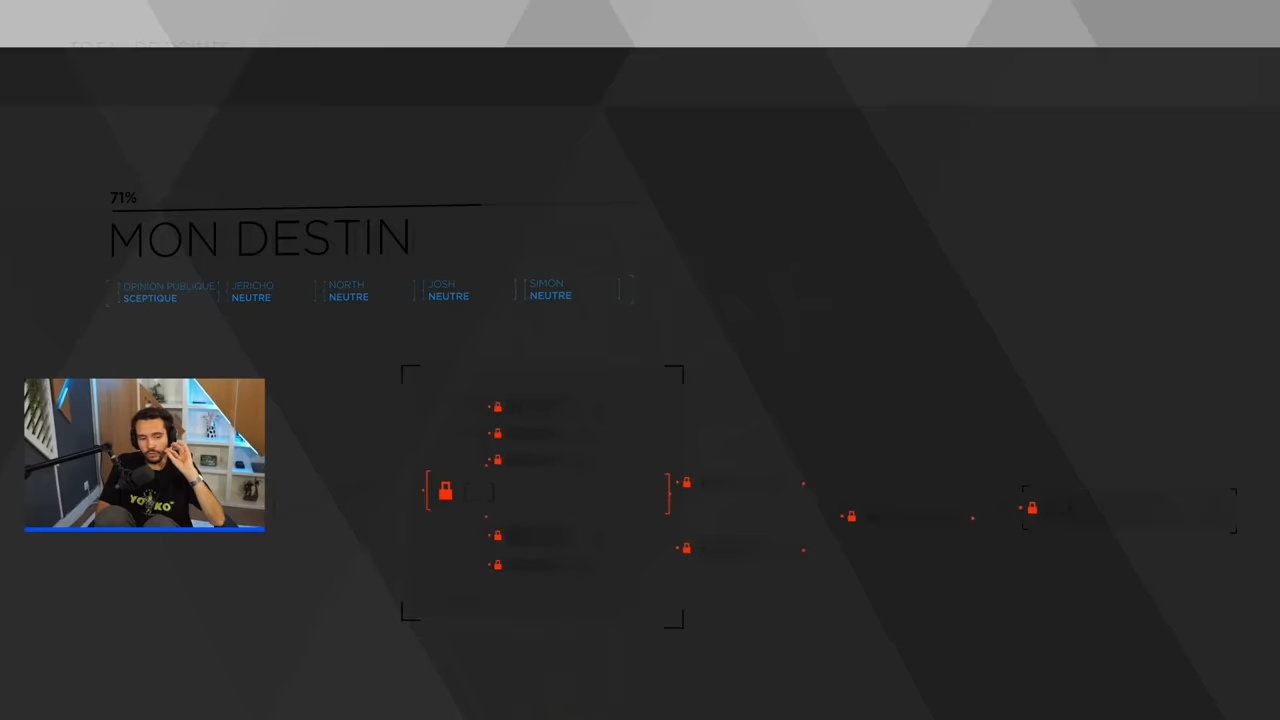 71%
MON DESTIN
OPINION PUBLIQUE JERICHO NORTH JOSH SIMON
SCEPTIQUE NEUTRE NEUTRE NEUTRE NEUTRE